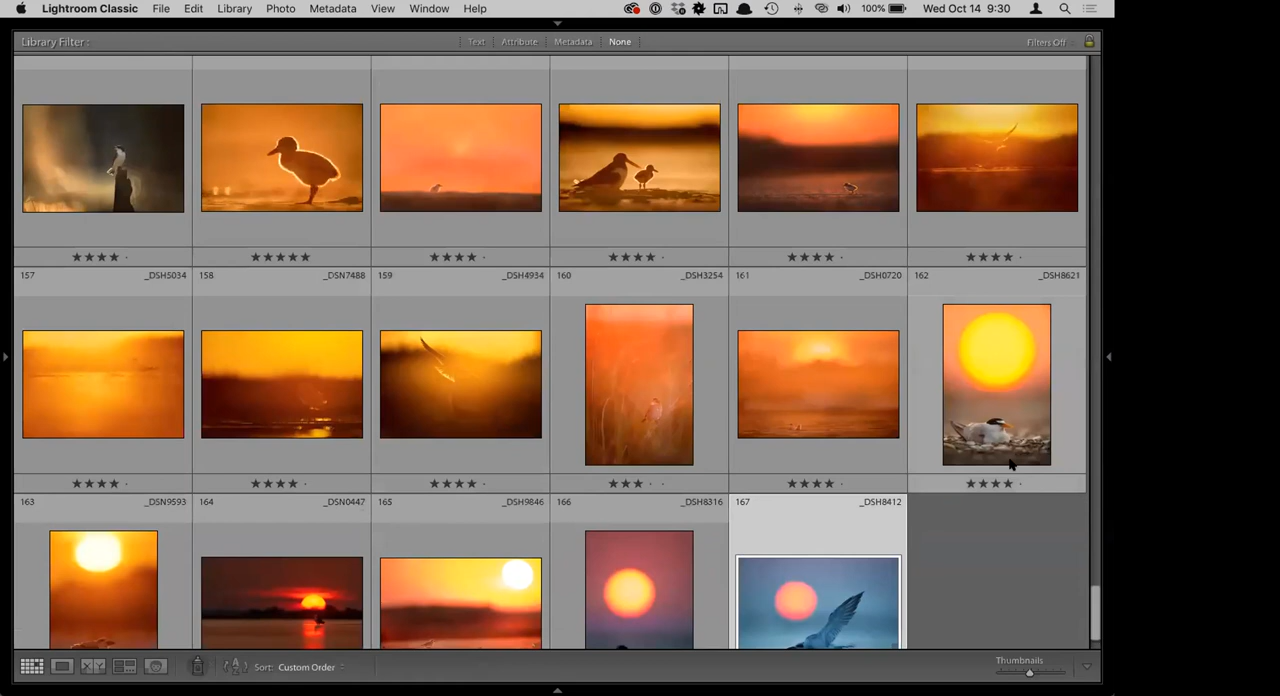 Lightroom Classic File Edit Library Photo Metadata View Window Help 100% Wed Oct 14 9:30
Library Filter : Text Attribute Metadata None Filters Off
157 _DSH5034 158 _DSN7488 159 _DSH4934 160 _DSH3254 161 _DSH0720 162 _DSH8621
163 _DSN9593 164 _DSN0447 165 _DSH9846 166 _DSH8316 167 _DSH8412
Sort: Custom Order Thumbnails